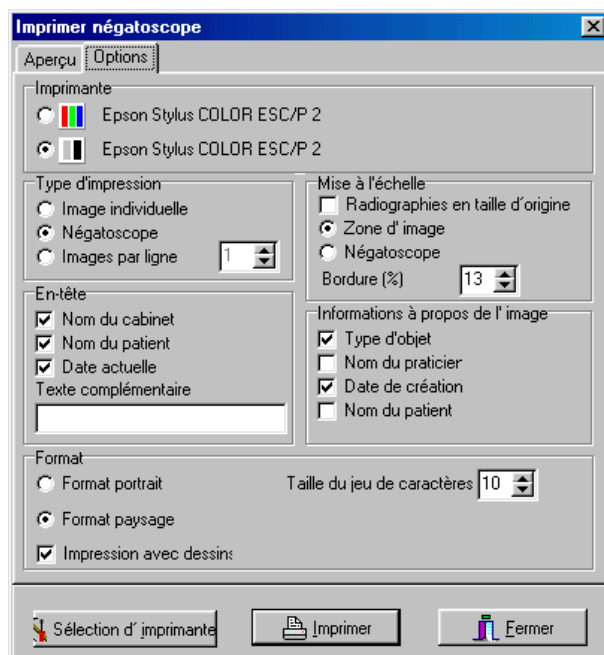 Imprimer négatoscope
Aperçu
Options
Imprimante
Epson Stylus COLOR ESC/P 2
Epson Stylus COLOR ESC/P 2
Type d'impression
Image individuelle
Négatoscope
Images par ligne 1
Mise à l'échelle
Radiographies en taille d´origine
Zone d' image
Négatoscope
Bordure (%) 13
En-tête
Nom du cabinet
Nom du patient
Date actuelle
Texte complémentaire
Informations à propos de l' image
Type d'objet
Nom du praticier
Date de création
Nom du patient
Format
Format portrait
Taille du jeu de caractères 10
Format paysage
Impression avec dessins
Sélection d´ imprimante
Imprimer
Fermer